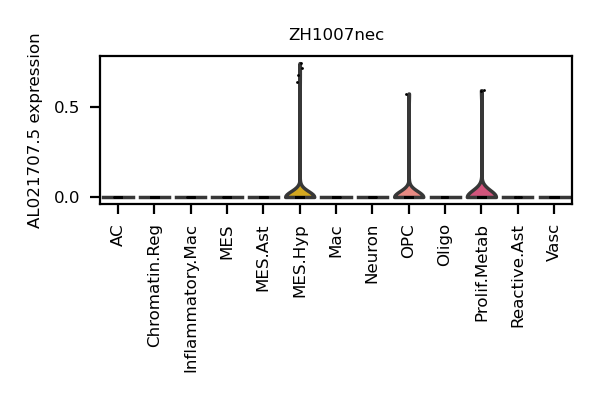 ZH1007nec
AL021707.5 expression
0.5
0.0
AC
Chromatin.Reg
Inflammatory.Mac
MES
MES.Ast
MES.Hyp
Mac
Neuron
OPC
Oligo
Prolif.Metab
Reactive.Ast
Vasc